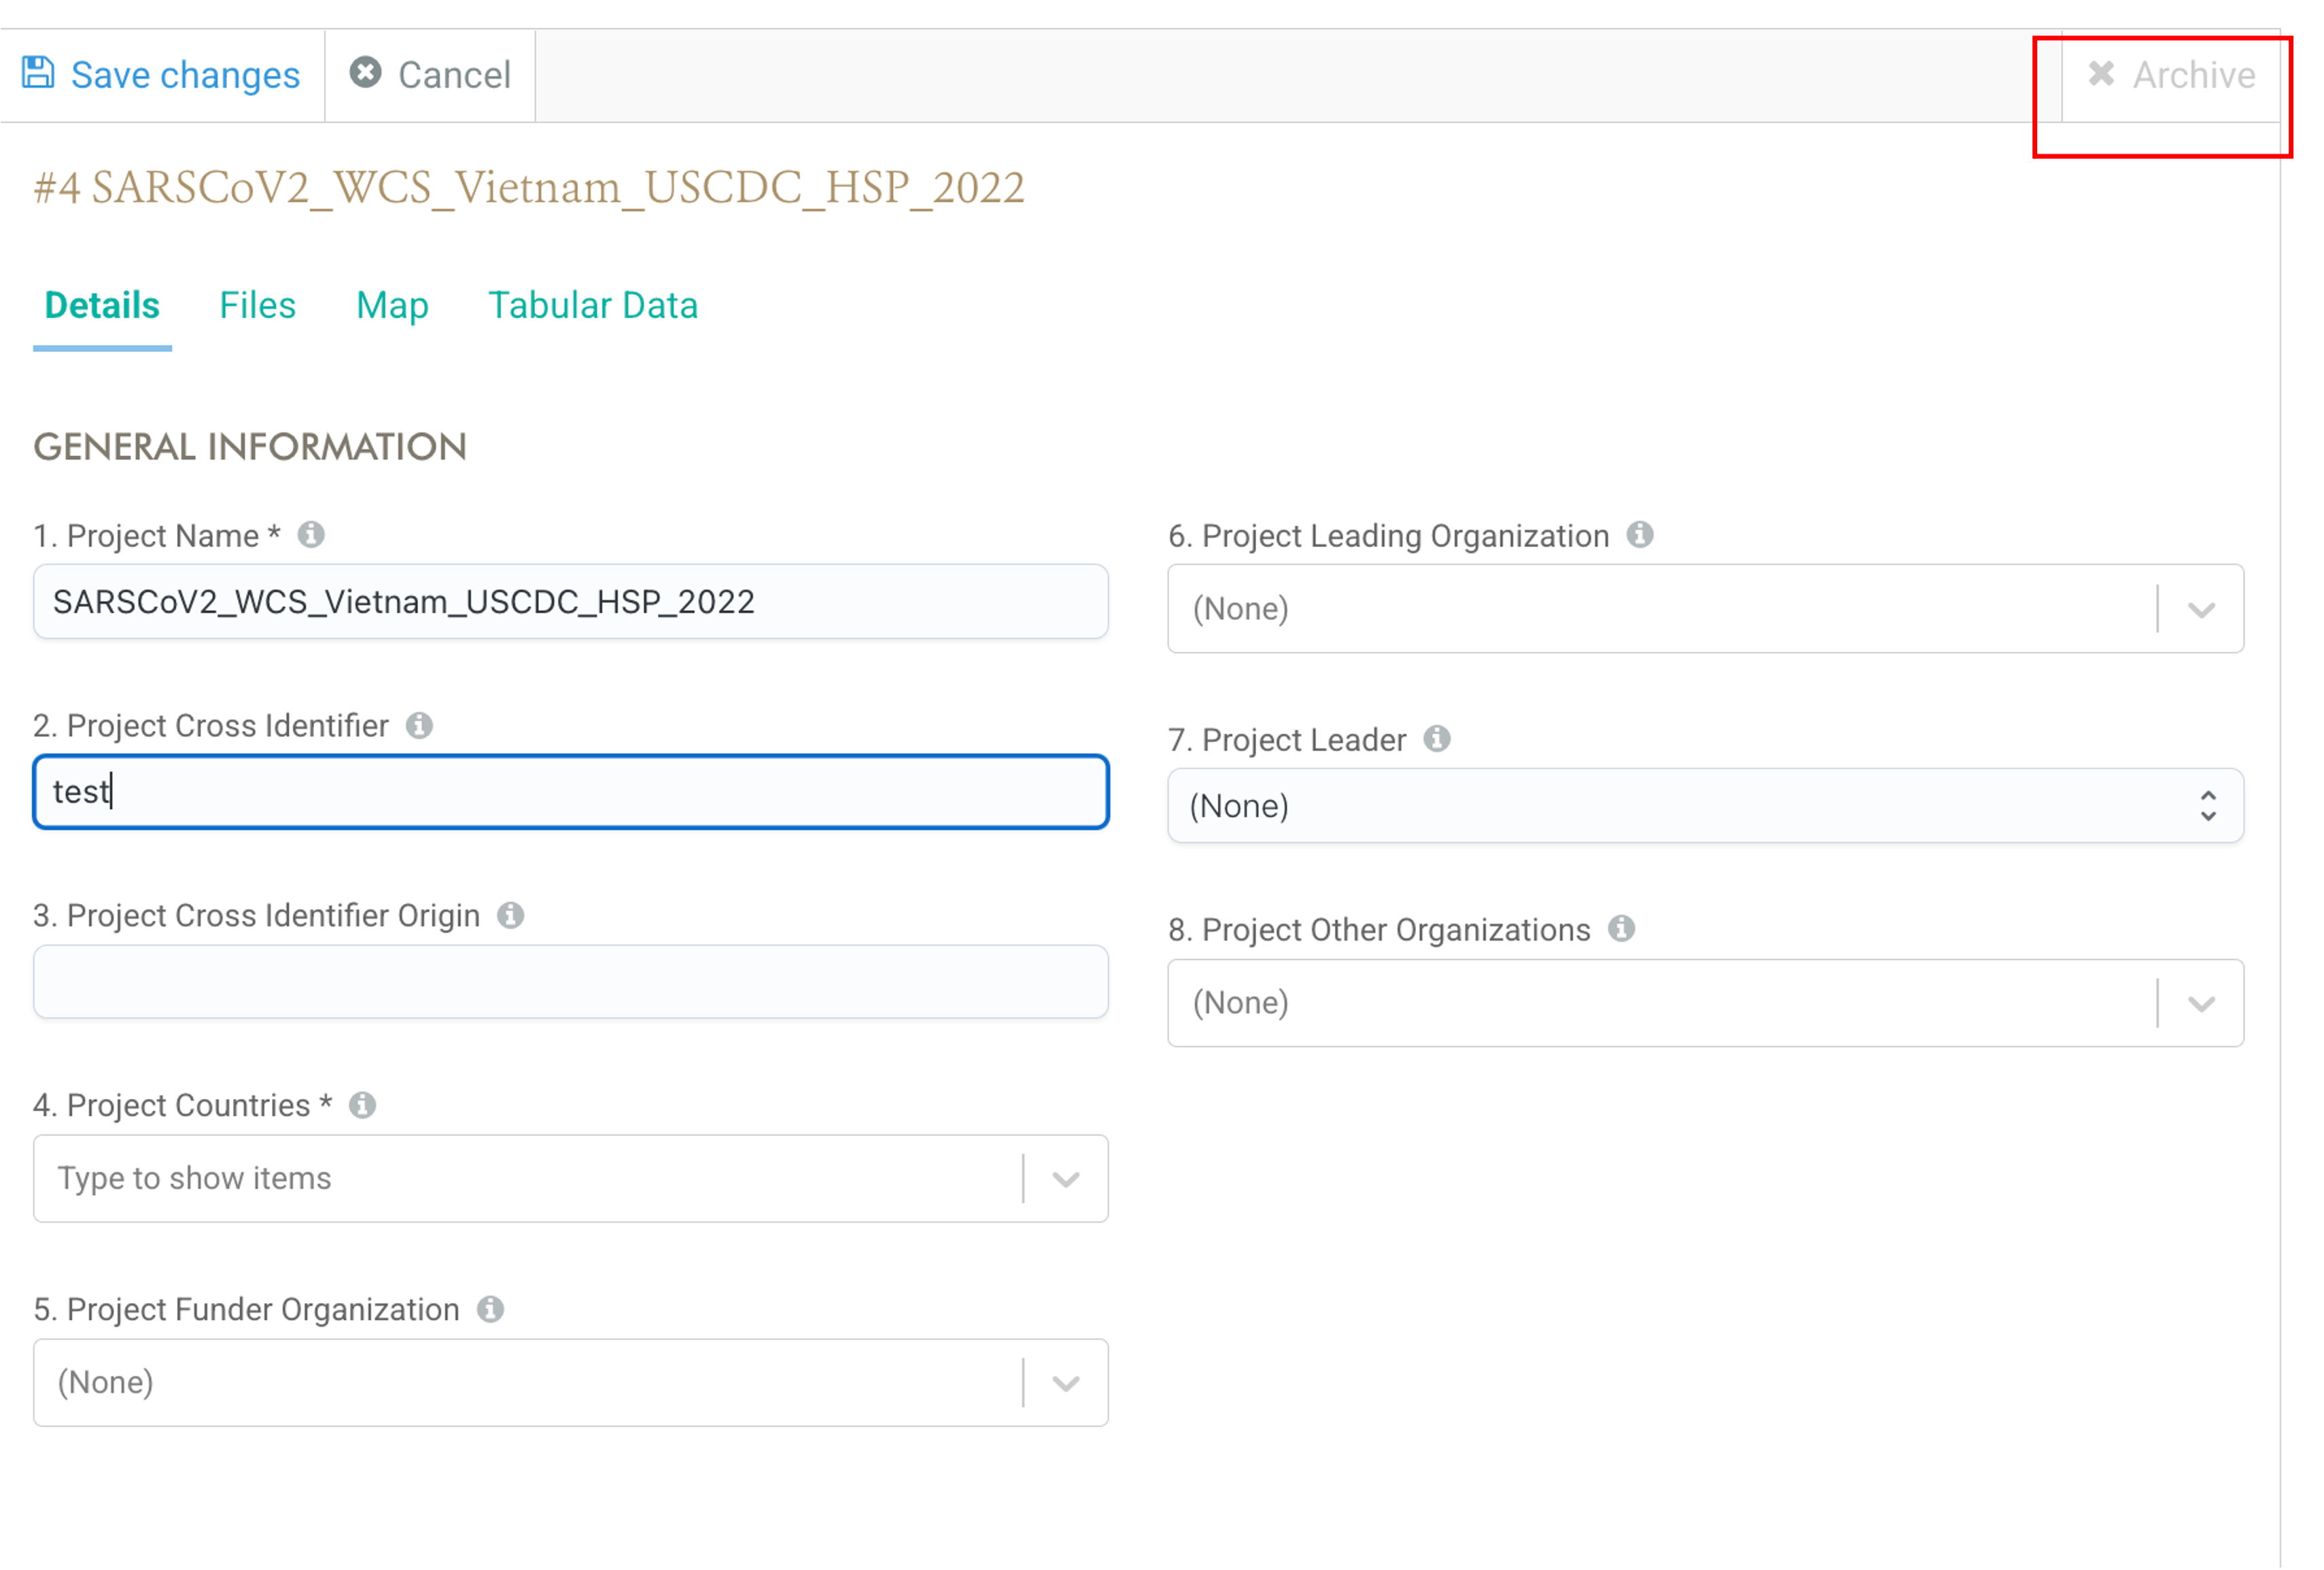 Save changes Cancel Archive
#4 SARSCoV2_WCS_Vietnam_USCDC_HSP_2022
Details Files Map Tabular Data
GENERAL INFORMATION
1. Project Name *
SARSCoV2_WCS_Vietnam_USCDC_HSP_2022
2. Project Cross Identifier
test
3. Project Cross Identifier Origin
4. Project Countries *
Type to show items
5. Project Funder Organization
(None)
6. Project Leading Organization
(None)
7. Project Leader
(None)
8. Project Other Organizations
(None)